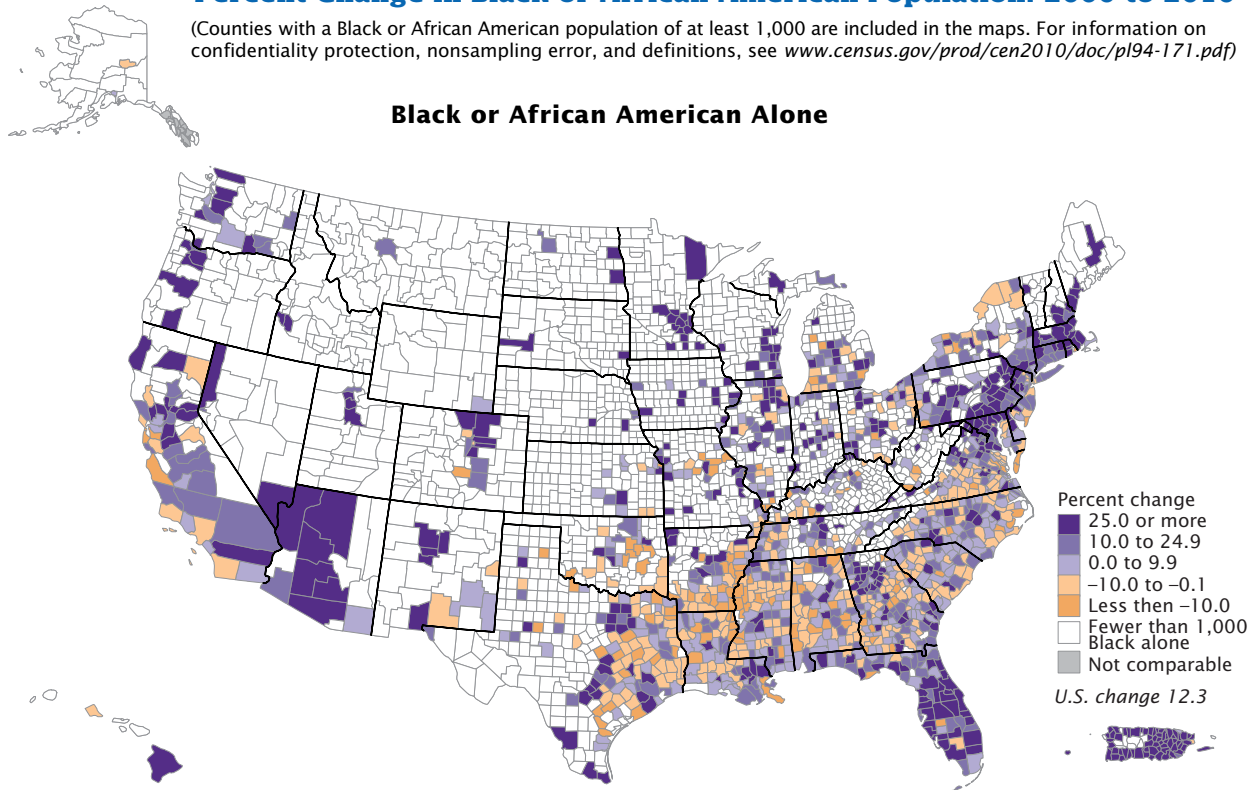 (Counties with a Black or African American population of at least 1,000 are included in the maps. For information on
confidentiality protection, nonsampling error, and definitions, see www.census.gov/prod/cen2010/doc/pl94-171.pdf)
Black or African American Alone
Percent change
25.0 or more
10.0 to 24.9
0.0 to 9.9
–10.0 to –0.1
Less then –10.0
Fewer than 1,000
Black alone
Not comparable
U.S. change 12.3